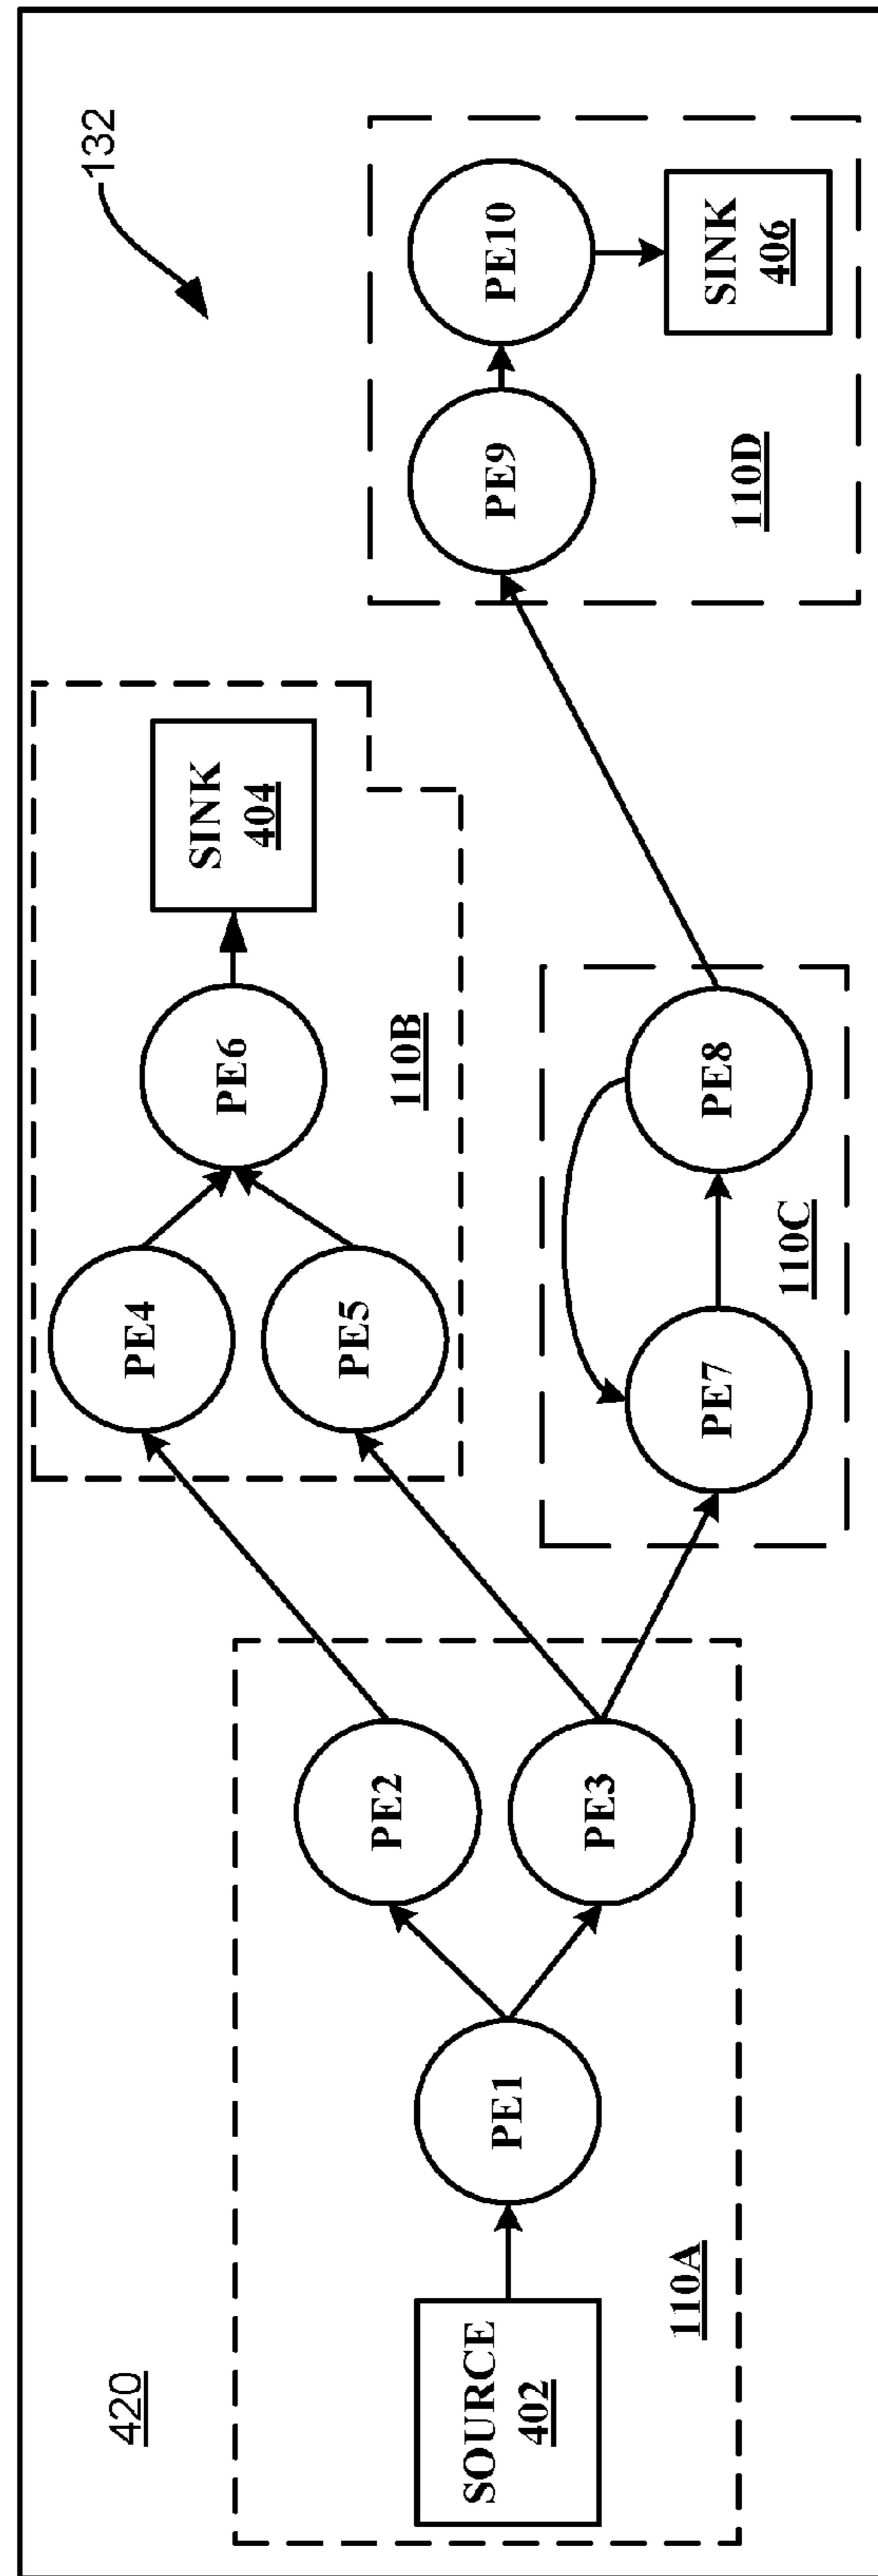 420
132
SOURCE
402
110A
PE1
PE2
PE3
PE4
PE5
PE6
SINK
404
110B
PE7
PE8
110C
PE9
PE10
SINK
406
110D